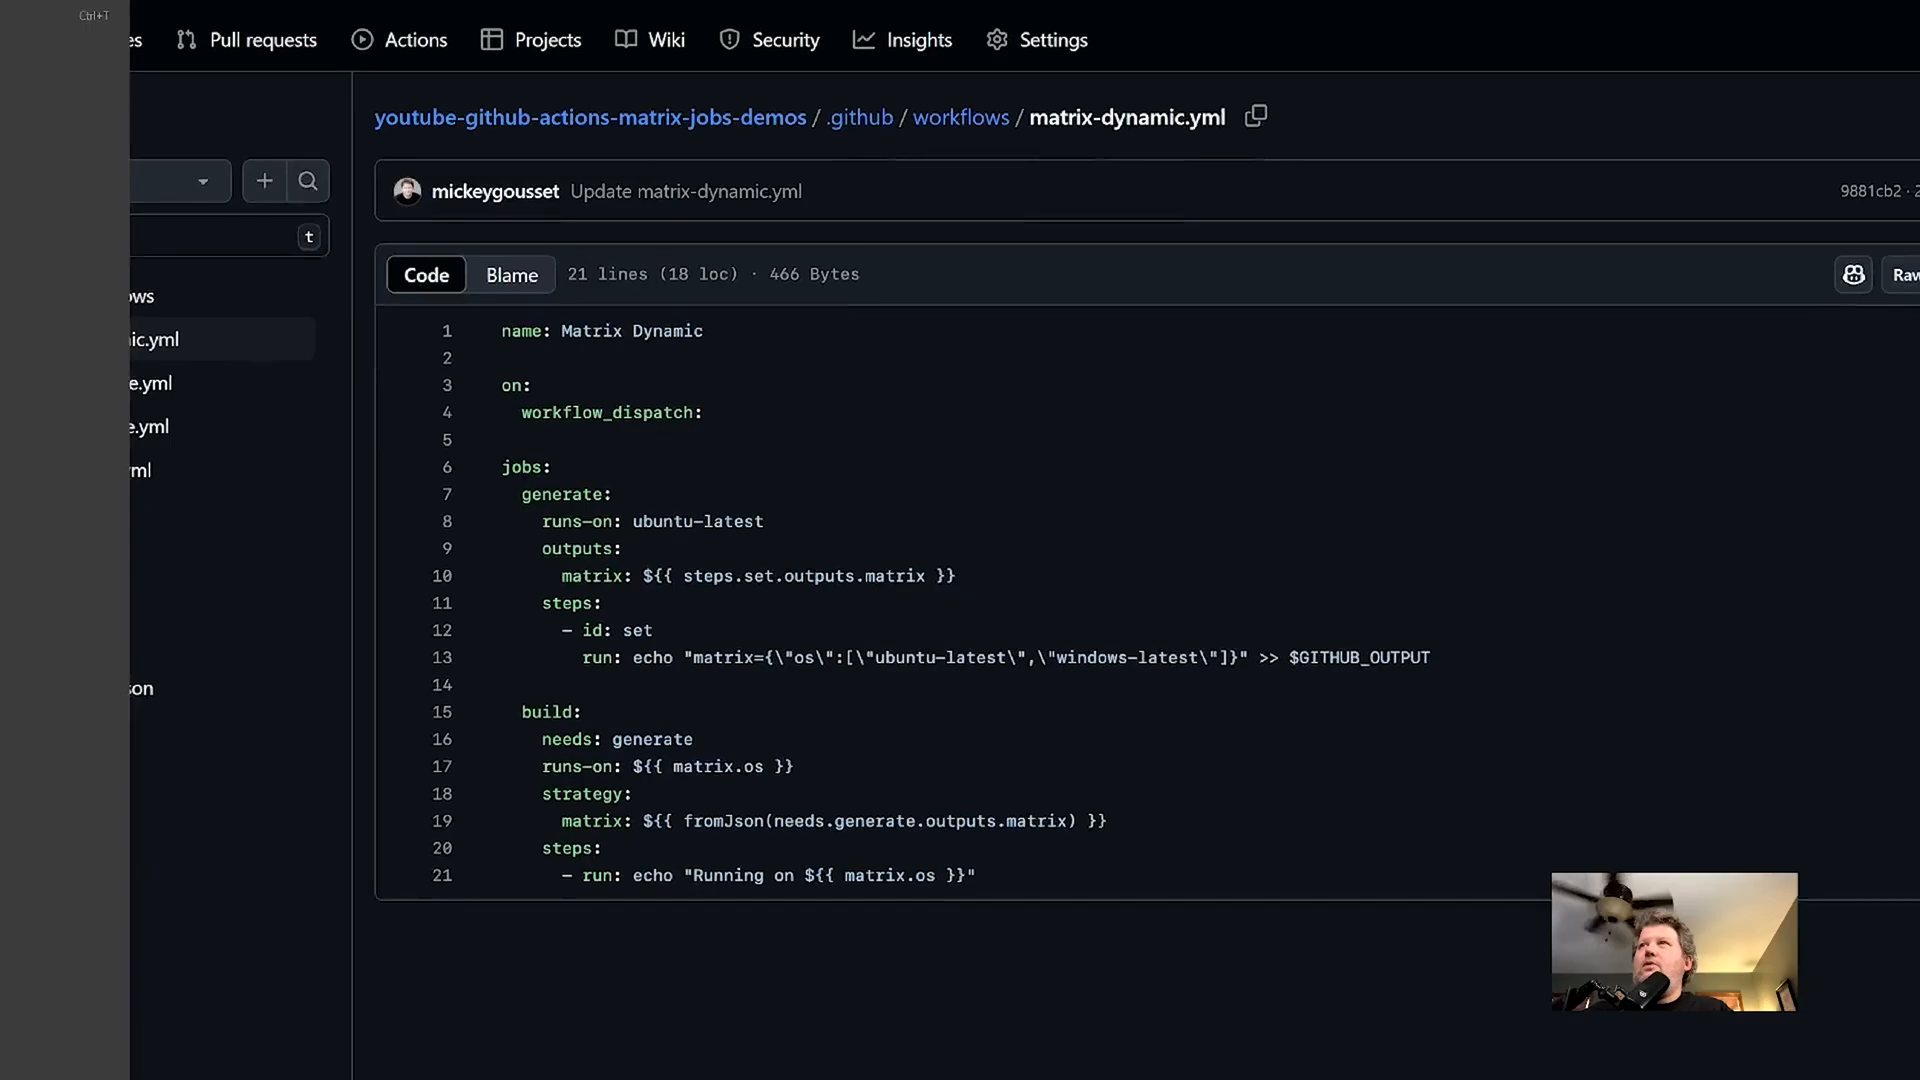 Ctrl+T
es Pull requests Actions Projects Wiki Security Insights Settings
youtube-github-actions-matrix-jobs-demos / .github / workflows / matrix-dynamic.yml
mickeygousset Update matrix-dynamic.yml 9881cb2 · 2
t
ows
ic.yml
e.yml
e.yml
ml
son
Code Blame 21 lines (18 loc) · 466 Bytes Raw
1 name: Matrix Dynamic
2
3 on:
4 workflow_dispatch:
5
6 jobs:
7 generate:
8 runs-on: ubuntu-latest
9 outputs:
10 matrix: ${{ steps.set.outputs.matrix }}
11 steps:
12 - id: set
13 run: echo "matrix={\"os\":[\"ubuntu-latest\",\"windows-latest\"]}" >> $GITHUB_OUTPUT
14
15 build:
16 needs: generate
17 runs-on: ${{ matrix.os }}
18 strategy:
19 matrix: ${{ fromJson(needs.generate.outputs.matrix) }}
20 steps:
21 - run: echo "Running on ${{ matrix.os }}"